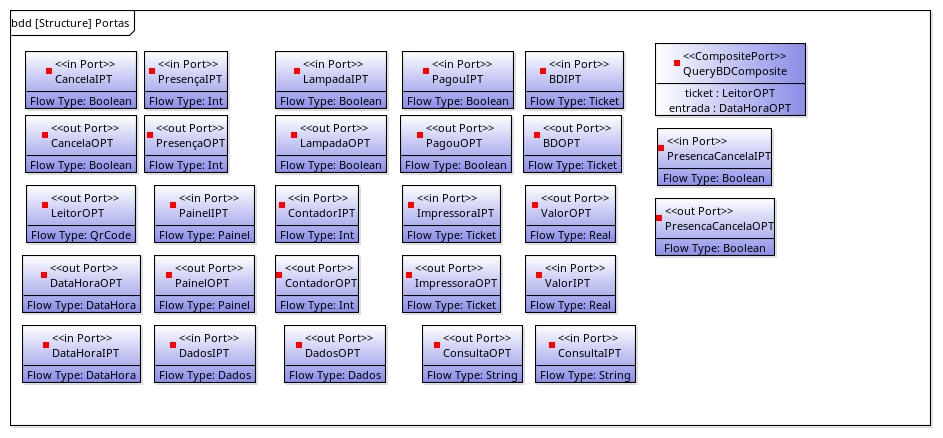 bdd [Structure] Portas
<<in Port>>
CancelaIPT
Flow Type: Boolean
<<in Port>>
PresençaIPT
Flow Type: Int
<<in Port>>
LampadaIPT
Flow Type: Boolean
<<in Port>>
PagouIPT
Flow Type: Boolean
<<in Port>>
BDIPT
Flow Type: Ticket
<<CompositePort>>
QueryBDComposite
ticket : LeitorOPT
entrada : DataHoraOPT
<<out Port>>
CancelaOPT
Flow Type: Boolean
<<out Port>>
PresençaOPT
Flow Type: Int
<<out Port>>
LampadaOPT
Flow Type: Boolean
<<out Port>>
PagouOPT
Flow Type: Boolean
<<out Port>>
BDOPT
Flow Type: Ticket
<<in Port>>
PresencaCancelaIPT
Flow Type: Boolean
<<out Port>>
LeitorOPT
Flow Type: QrCode
<<in Port>>
PainelIPT
Flow Type: Painel
<<in Port>>
ContadorIPT
Flow Type: Int
<<in Port>>
ImpressoraIPT
Flow Type: Ticket
<<out Port>>
ValorOPT
Flow Type: Real
<<out Port>>
PresencaCancelaOPT
Flow Type: Boolean
<<out Port>>
DataHoraOPT
Flow Type: DataHora
<<out Port>>
PainelOPT
Flow Type: Painel
<<out Port>>
ContadorOPT
Flow Type: Int
<<out Port>>
ImpressoraOPT
Flow Type: Ticket
<<in Port>>
ValorIPT
Flow Type: Real
<<in Port>>
DataHoraIPT
Flow Type: DataHora
<<in Port>>
DadosIPT
Flow Type: Dados
<<out Port>>
DadosOPT
Flow Type: Dados
<<out Port>>
ConsultaOPT
Flow Type: String
<<in Port>>
ConsultaIPT
Flow Type: String